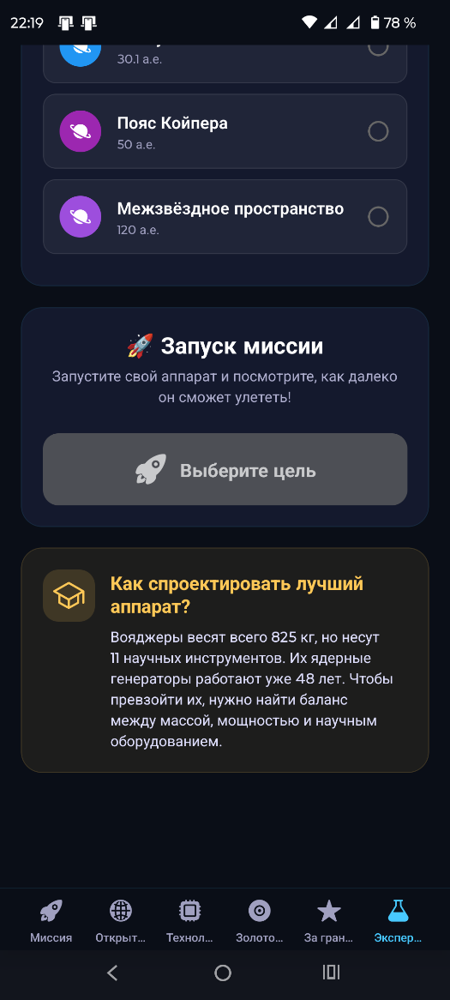 22:19
78 %
30.1 а.е.
Пояс Койпера
50 а.е.
Межзвёздное пространство
120 а.е.
🚀 Запуск миссии
Запустите свой аппарат и посмотрите, как далеко
он сможет улететь!
Выберите цель
Как спроектировать лучший
аппарат?
Вояджеры весят всего 825 кг, но несут
11 научных инструментов. Их ядерные
генераторы работают уже 48 лет. Чтобы
превзойти их, нужно найти баланс
между массой, мощностью и научным
оборудованием.
Миссия
Открыт...
Технол...
Золото...
За гран...
Экспер...